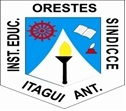 ORESTES
INST. EDUC.
SINDICCE
ITAGUI ANT.